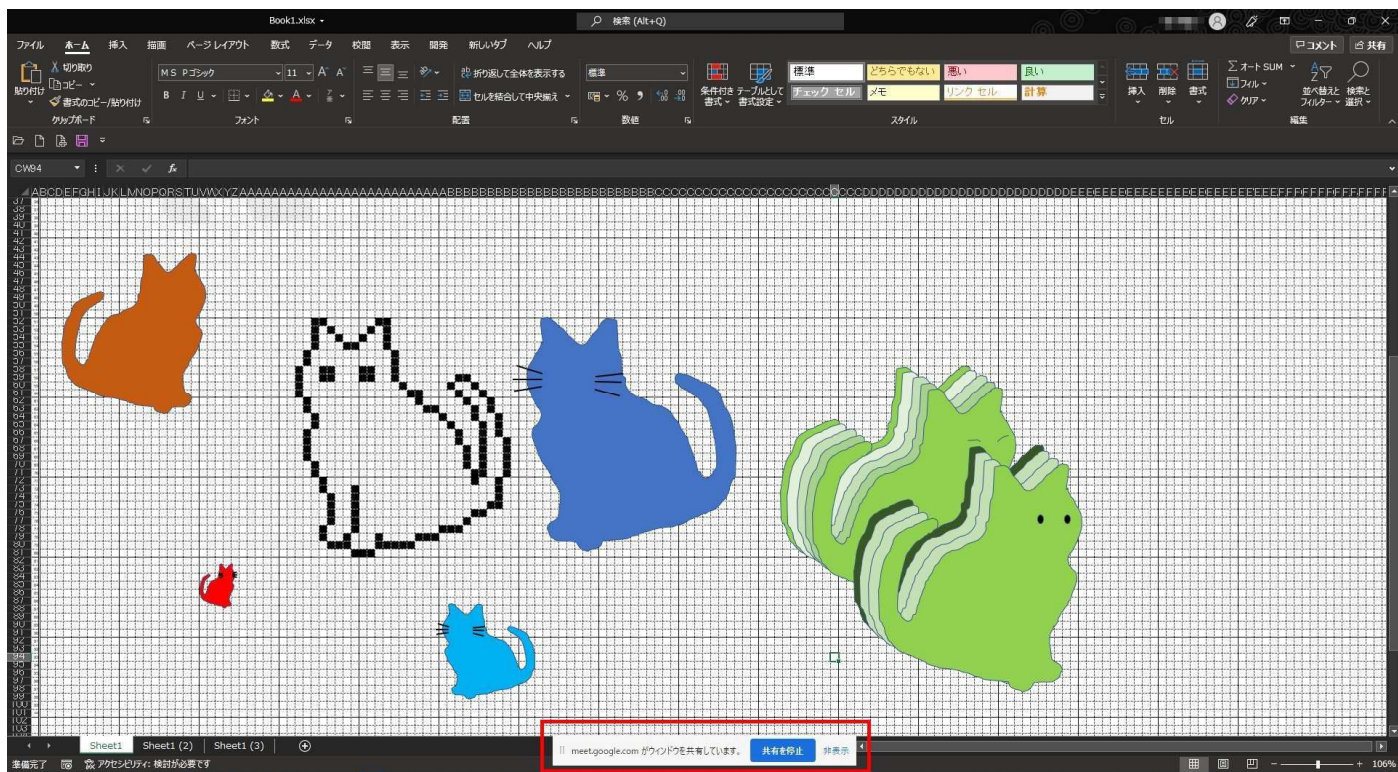 Book1.xlsx
検索 (Alt+Q)
ファイル ホーム 挿入 描画 ページ レイアウト 数式 データ 校閲 表示 開発 新しいタブ ヘルプ
コメント 共有
貼り付け
切り取り
コピー
書式のコピー/貼り付け
クリップボード
MS Pゴシック 11
B I U
フォント
折り返して全体を表示する
セルを結合して中央揃え
配置
標準
数値
条件付き書式
テーブルとして書式設定
標準 どちらでもない 悪い 良い
チェック セル メモ リンク セル 計算
スタイル
挿入 削除 書式
セル
オート SUM
フィル
クリア
並べ替えとフィルター
検索と選択
編集
CW94
fx
Sheet1 Sheet1 (2) Sheet1 (3)
meet.google.com がウィンドウを共有しています。 共有を停止 非表示
準備完了 アクセシビリティ: 検討が必要です 106%